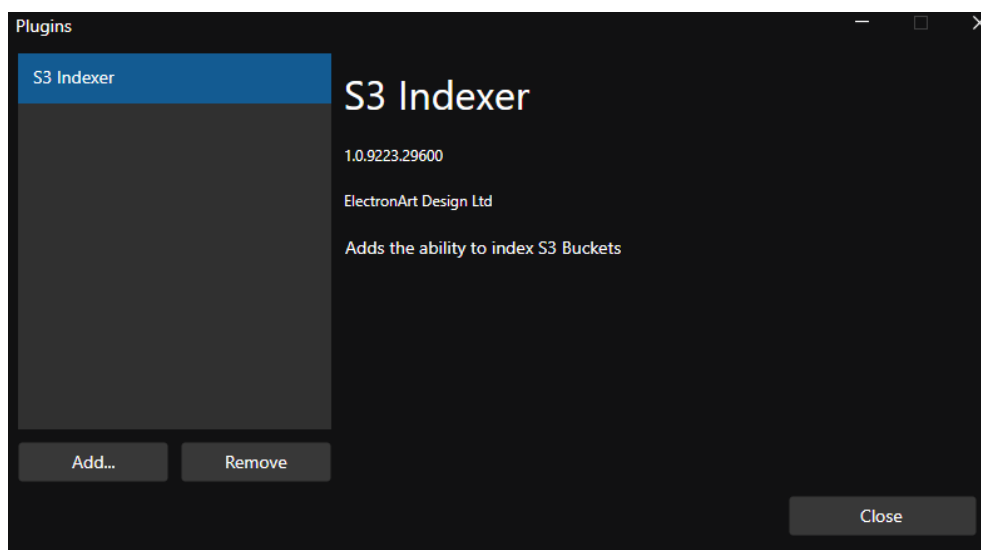 Plugins
S3 Indexer
S3 Indexer
1.0.9223.29600
ElectronArt Design Ltd
Adds the ability to index S3 Buckets
Add...
Remove
Close